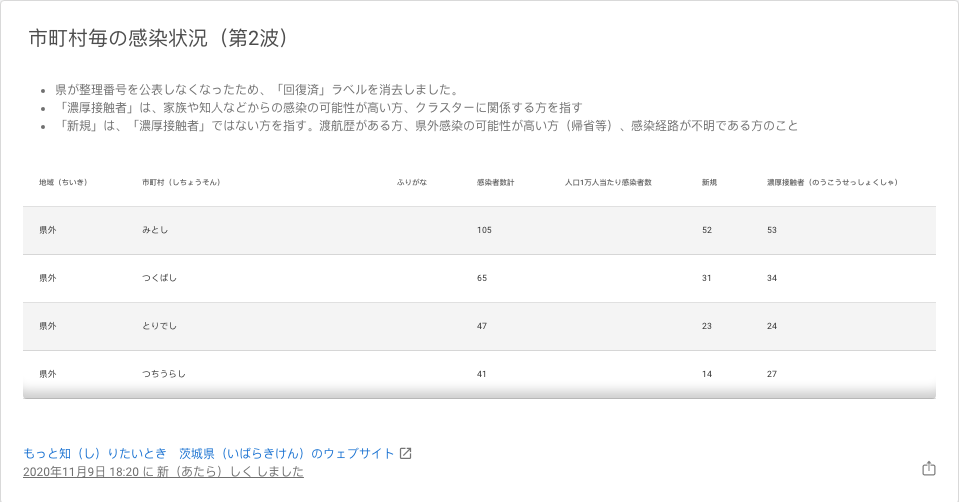 市町村毎の感染状況（第2波）
県が整理番号を公表しなくなったため、「回復済」ラベルを消去しました。
「濃厚接触者」は、家族や知人などからの感染の可能性が高い方、クラスターに関係する方を指す
「新規」は、「濃厚接触者」ではない方を指す。渡航歴がある方、県外感染の可能性が高い方（帰省等）、感染経路が不明である方のこと
地域（ちいき） 市町村（しちょうそん） ふりがな 感染者数計 人口1万人当たり感染者数 新規 濃厚接触者（のうこうせっしょくしゃ）
県外 みとし 105 52 53
県外 つくばし 65 31 34
県外 とりでし 47 23 24
県外 つちうらし 41 14 27
もっと知（し）りたいとき　茨城県（いばらきけん）のウェブサイト
2020年11月9日 18:20 に 新（あたら）しく しました